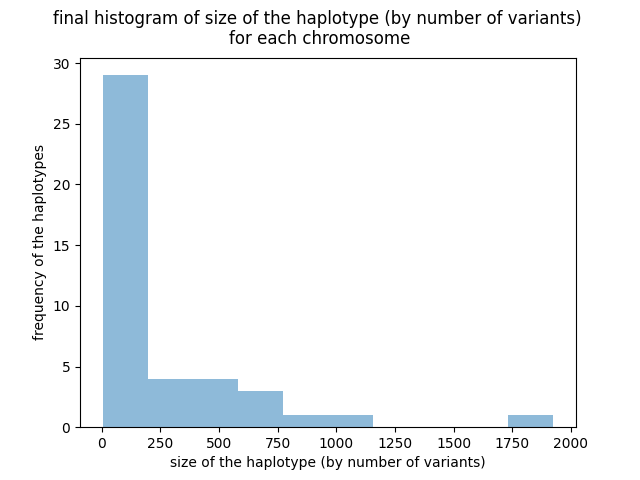 final histogram of size of the haplotype (by number of variants)
for each chromosome
30
25
20
15
10
5
0
frequency of the haplotypes
0 250 500 750 1000 1250 1500 1750 2000
size of the haplotype (by number of variants)